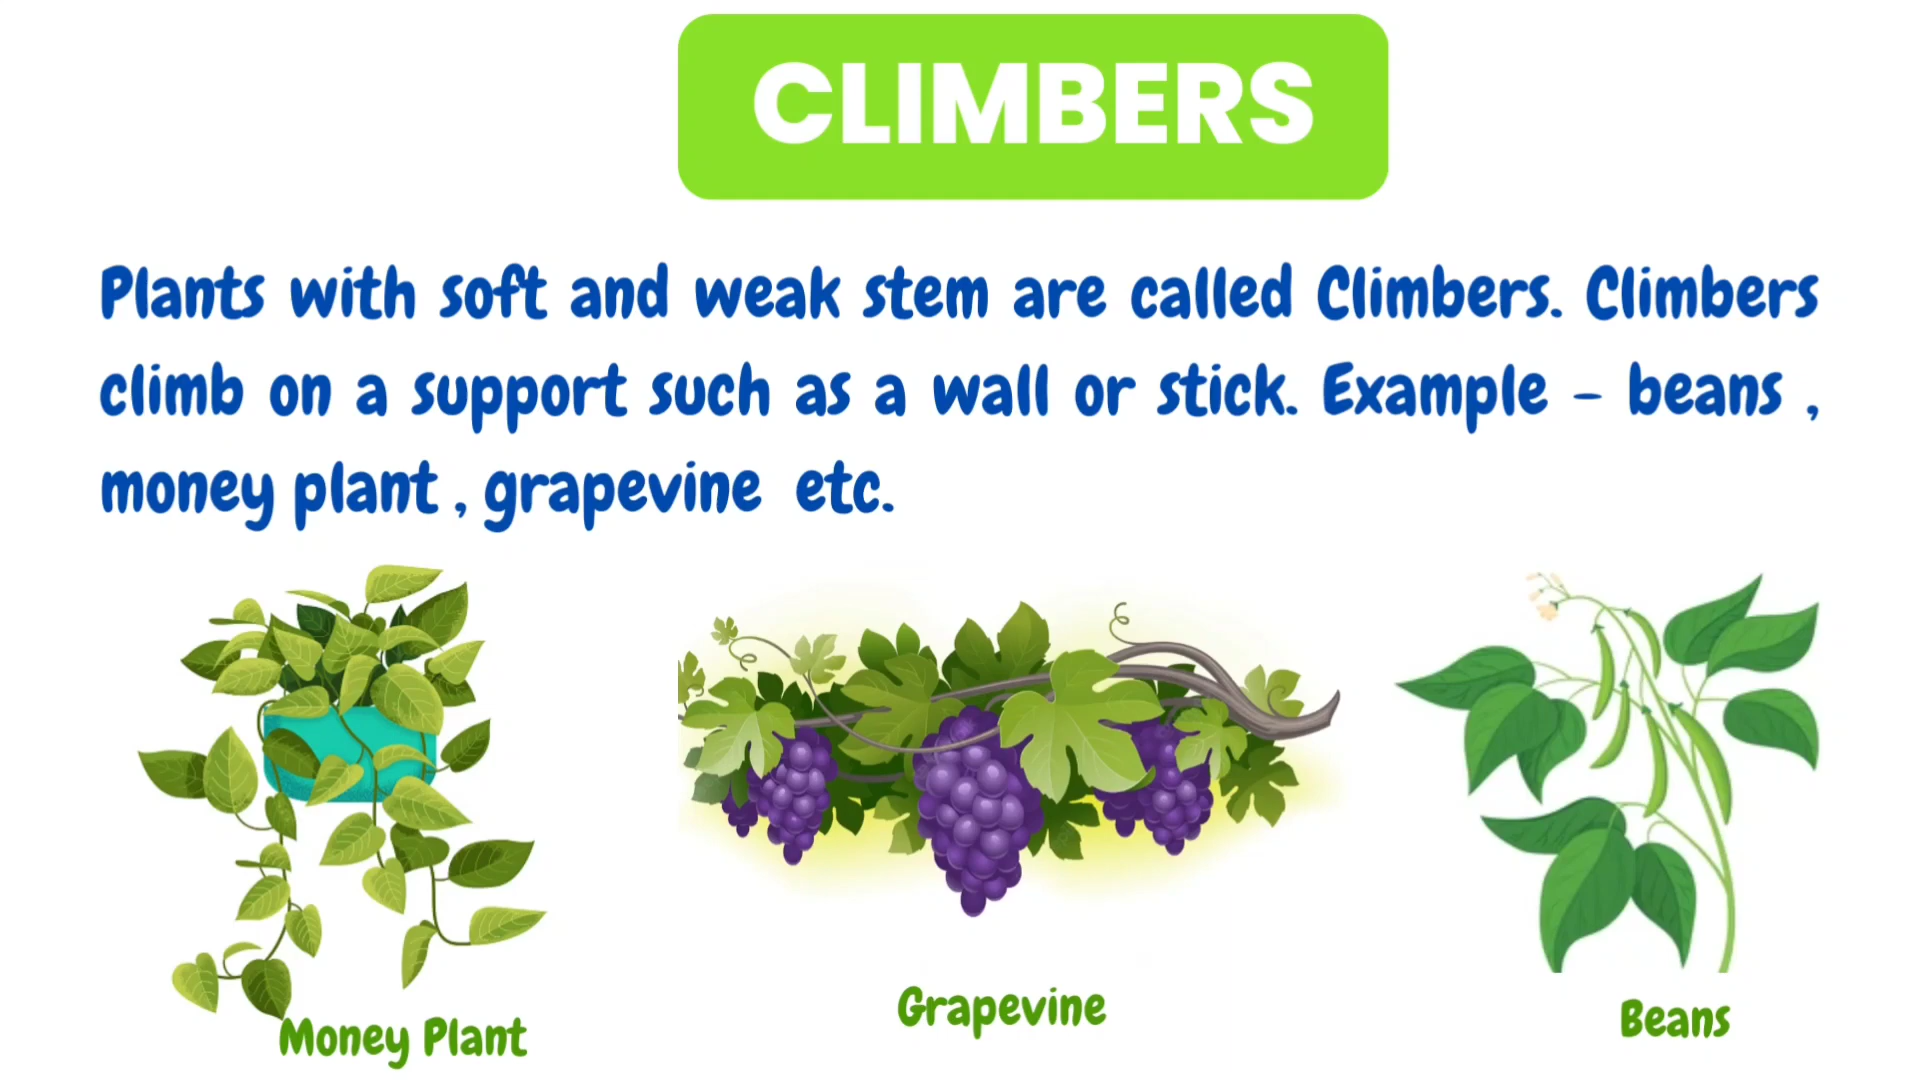 CLIMBERS
Plants with soft and weak stem are called Climbers. Climbers
climb on a support such as a wall or stick. Example - beans ,
money plant , grapevine etc.
Money Plant
Grapevine
Beans